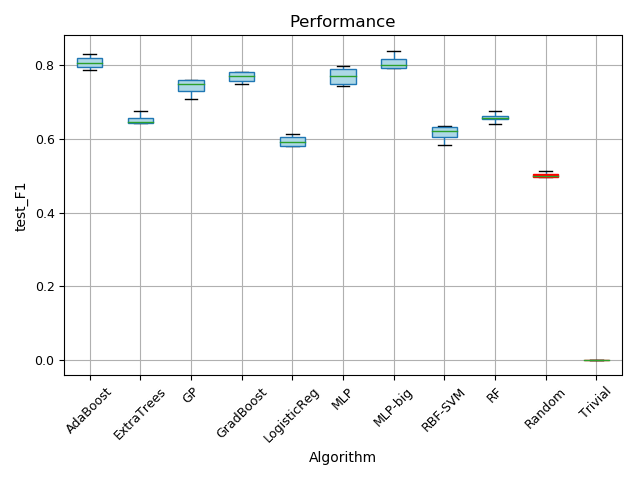 Performance
test_F1
0.8
0.6
0.4
0.2
0.0
AdaBoost
ExtraTrees
GP
GradBoost
LogisticReg
MLP
MLP-big
RBF-SVM
RF
Random
Trivial
Algorithm